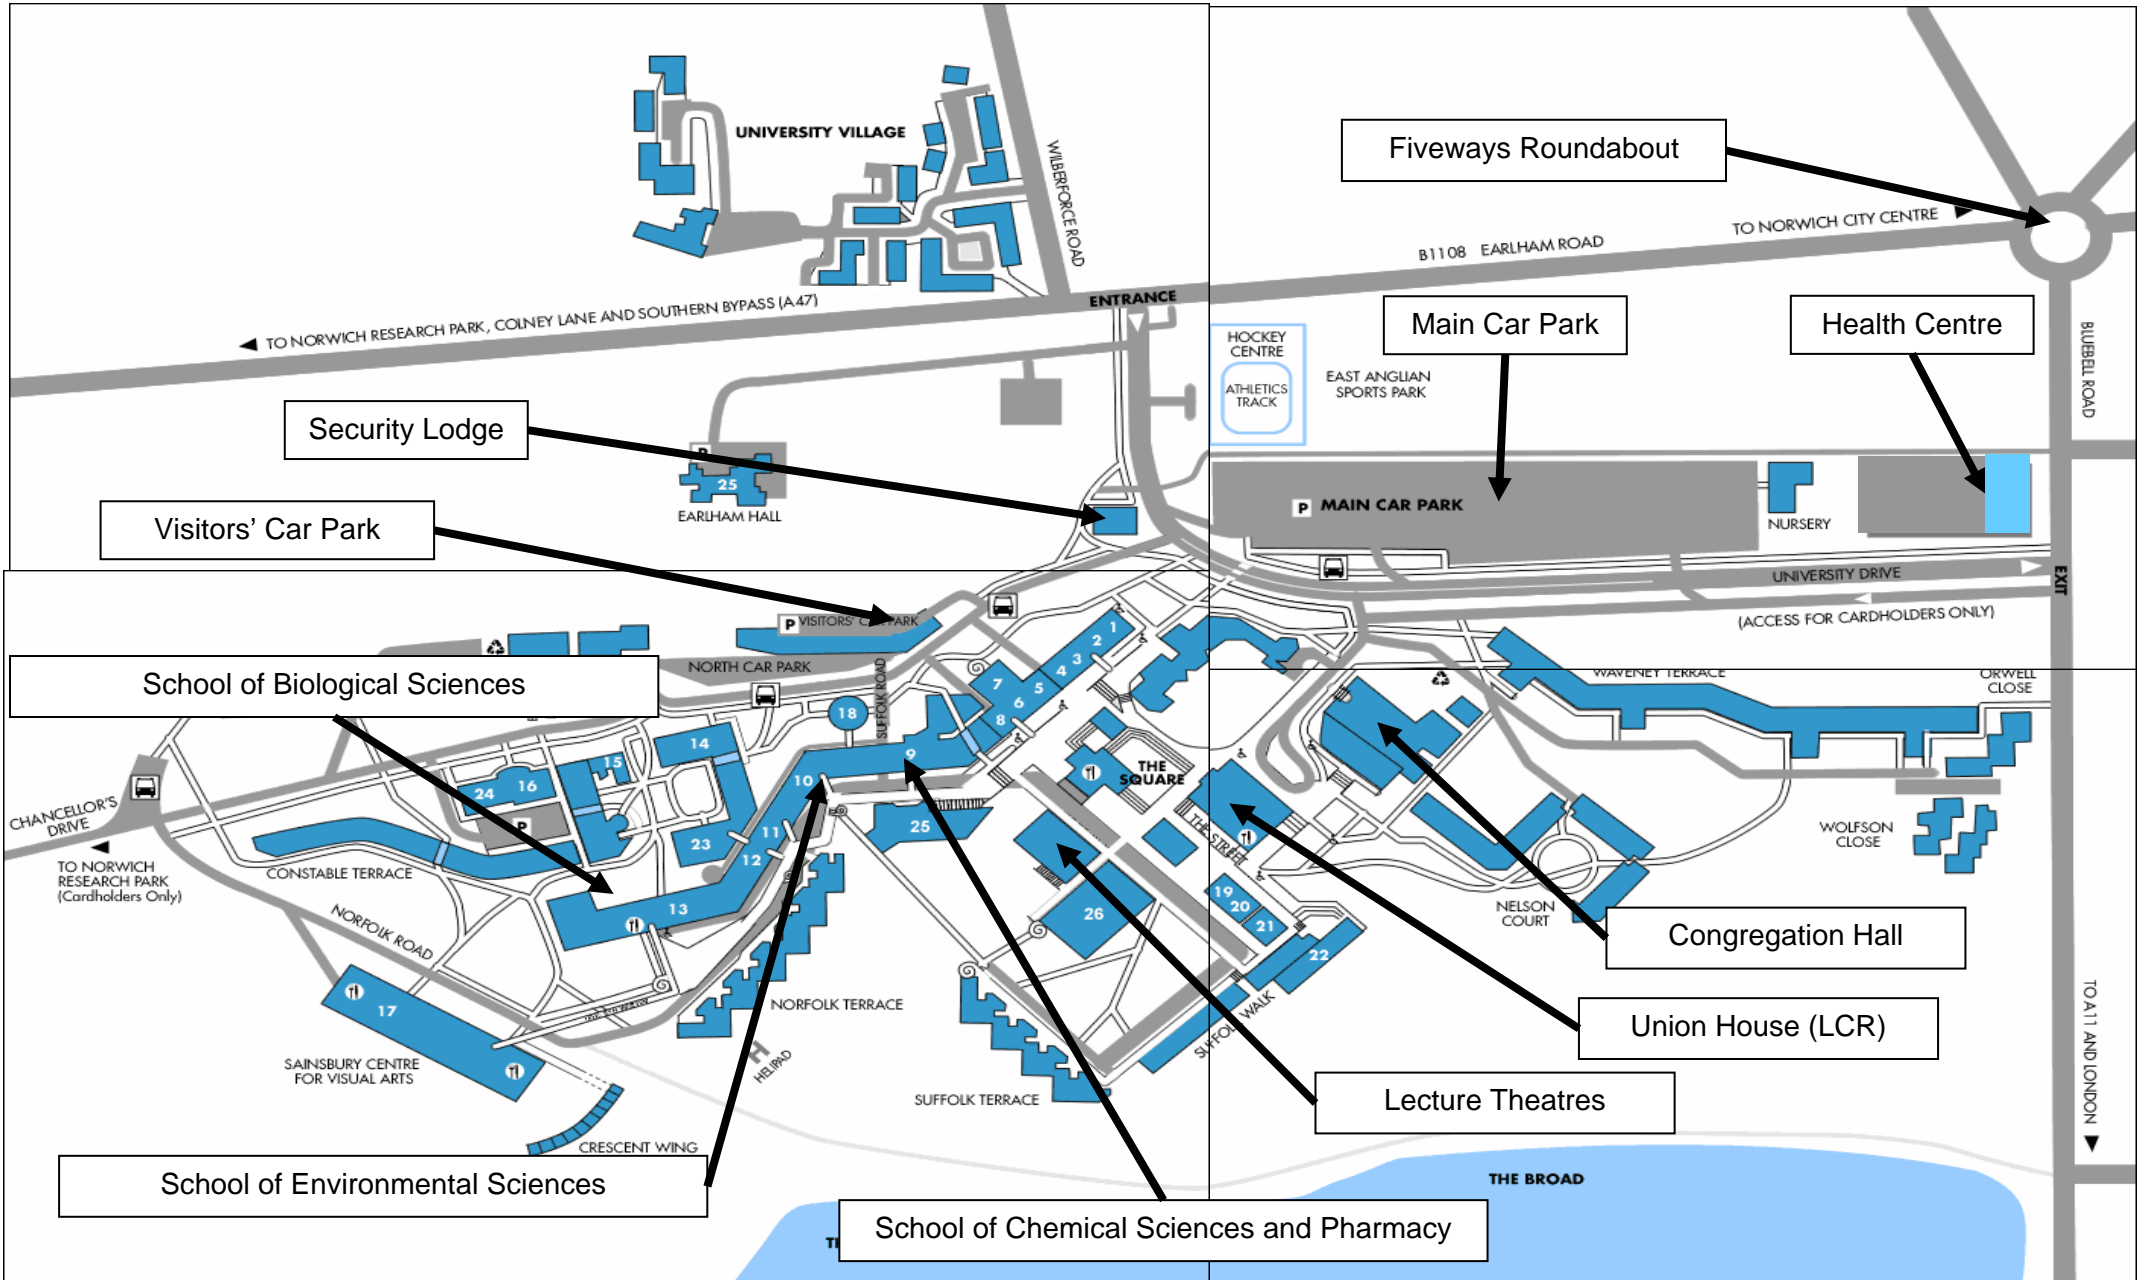 UNIVERSITY VILLAGE
WILBERFORCE ROAD
Fiveways Roundabout
TO NORWICH CITY CENTRE
B1108 EARLHAM ROAD
ENTRANCE
TO NORWICH RESEARCH PARK, COLNEY LANE AND SOUTHERN BYPASS (A47)
Main Car Park
Health Centre
HOCKEY
CENTRE
ATHLETICS
TRACK
EAST ANGLIAN
SPORTS PARK
BLUEBELL ROAD
Security Lodge
P
25
EARLHAM HALL
Visitors' Car Park
P MAIN CAR PARK
NURSERY
UNIVERSITY DRIVE
EXIT
(ACCESS FOR CARDHOLDERS ONLY)
P VISITORS' CAR PARK
NORTH CAR PARK
SUFFOLK ROAD
School of Biological Sciences
1
2
3
4
5
6
7
8
9
10
11
12
13
14
15
16
17
18
19
20
21
22
23
24
25
26
P
WAVENEY TERRACE
ORWELL
CLOSE
THE
SQUARE
THE STREET
CHANCELLOR'S
DRIVE
TO NORWICH
RESEARCH PARK
(Cardholders Only)
CONSTABLE TERRACE
NORFOLK ROAD
WOLFSON
CLOSE
NELSON
COURT
Congregation Hall
SAINSBURY CENTRE
FOR VISUAL ARTS
NORFOLK TERRACE
H
HELIPAD
SUFFOLK WALK
Union House (LCR)
TO A11 AND LONDON
SUFFOLK TERRACE
Lecture Theatres
CRESCENT WING
School of Environmental Sciences
THE BROAD
School of Chemical Sciences and Pharmacy